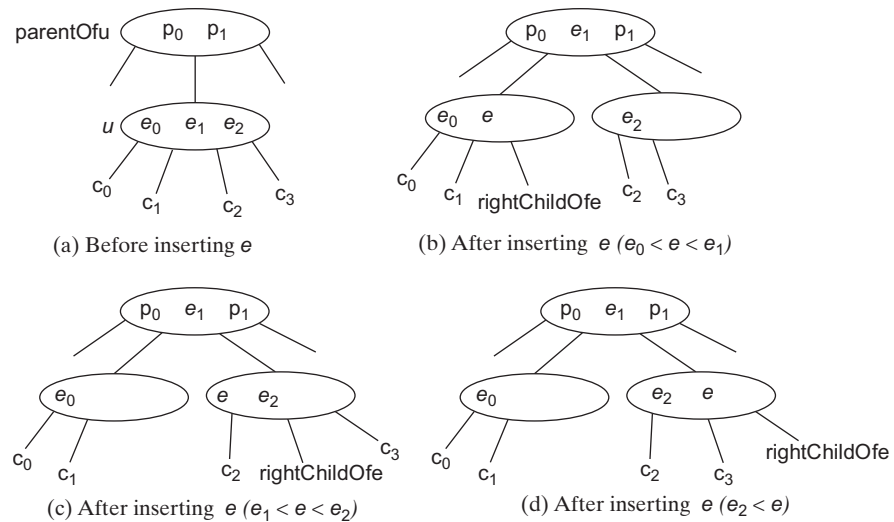 parentOfu p₀ p₁
u e₀ e₁ e₂
c₀ c₁ c₂ c₃
(a) Before inserting e
p₀ e₁ p₁
e₀ e e₂
c₀ c₁ rightChildOfe c₂ c₃
(b) After inserting e (e₀ < e < e₁)
p₀ e₁ p₁
e₀ e e₂
c₀ c₁ c₂ rightChildOfe c₃
(c) After inserting e (e₁ < e < e₂)
p₀ e₁ p₁
e₀ e₂ e
c₀ c₁ c₂ c₃ rightChildOfe
(d) After inserting e (e₂ < e)